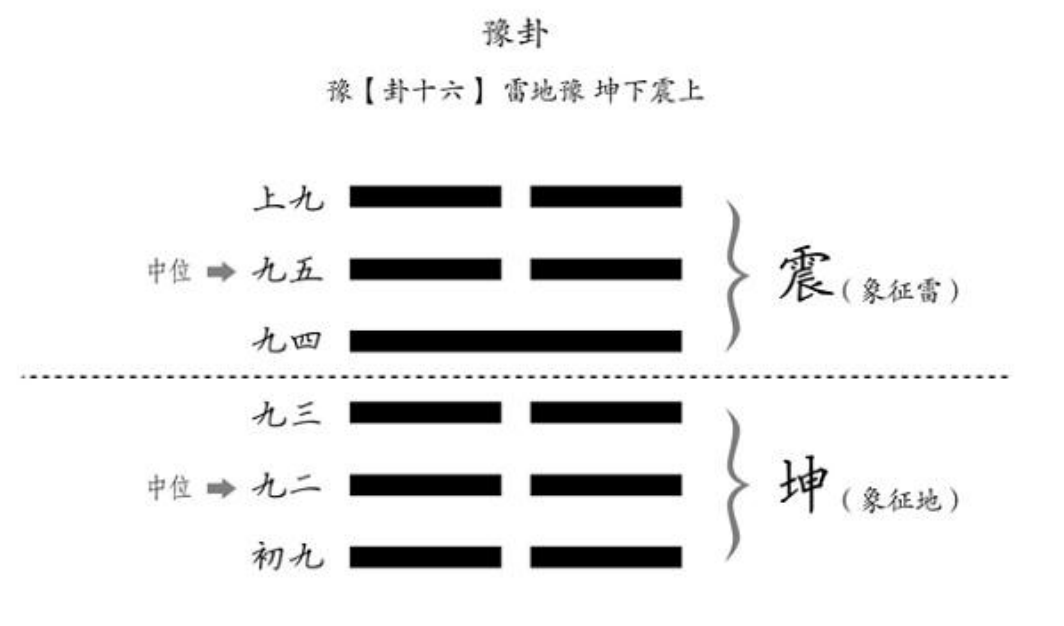 豫卦
豫【卦十六】 雷地豫 坤下震上
上九
中位 九五
九四
震（象征雷）
九三
中位 九二
初九
坤（象征地）